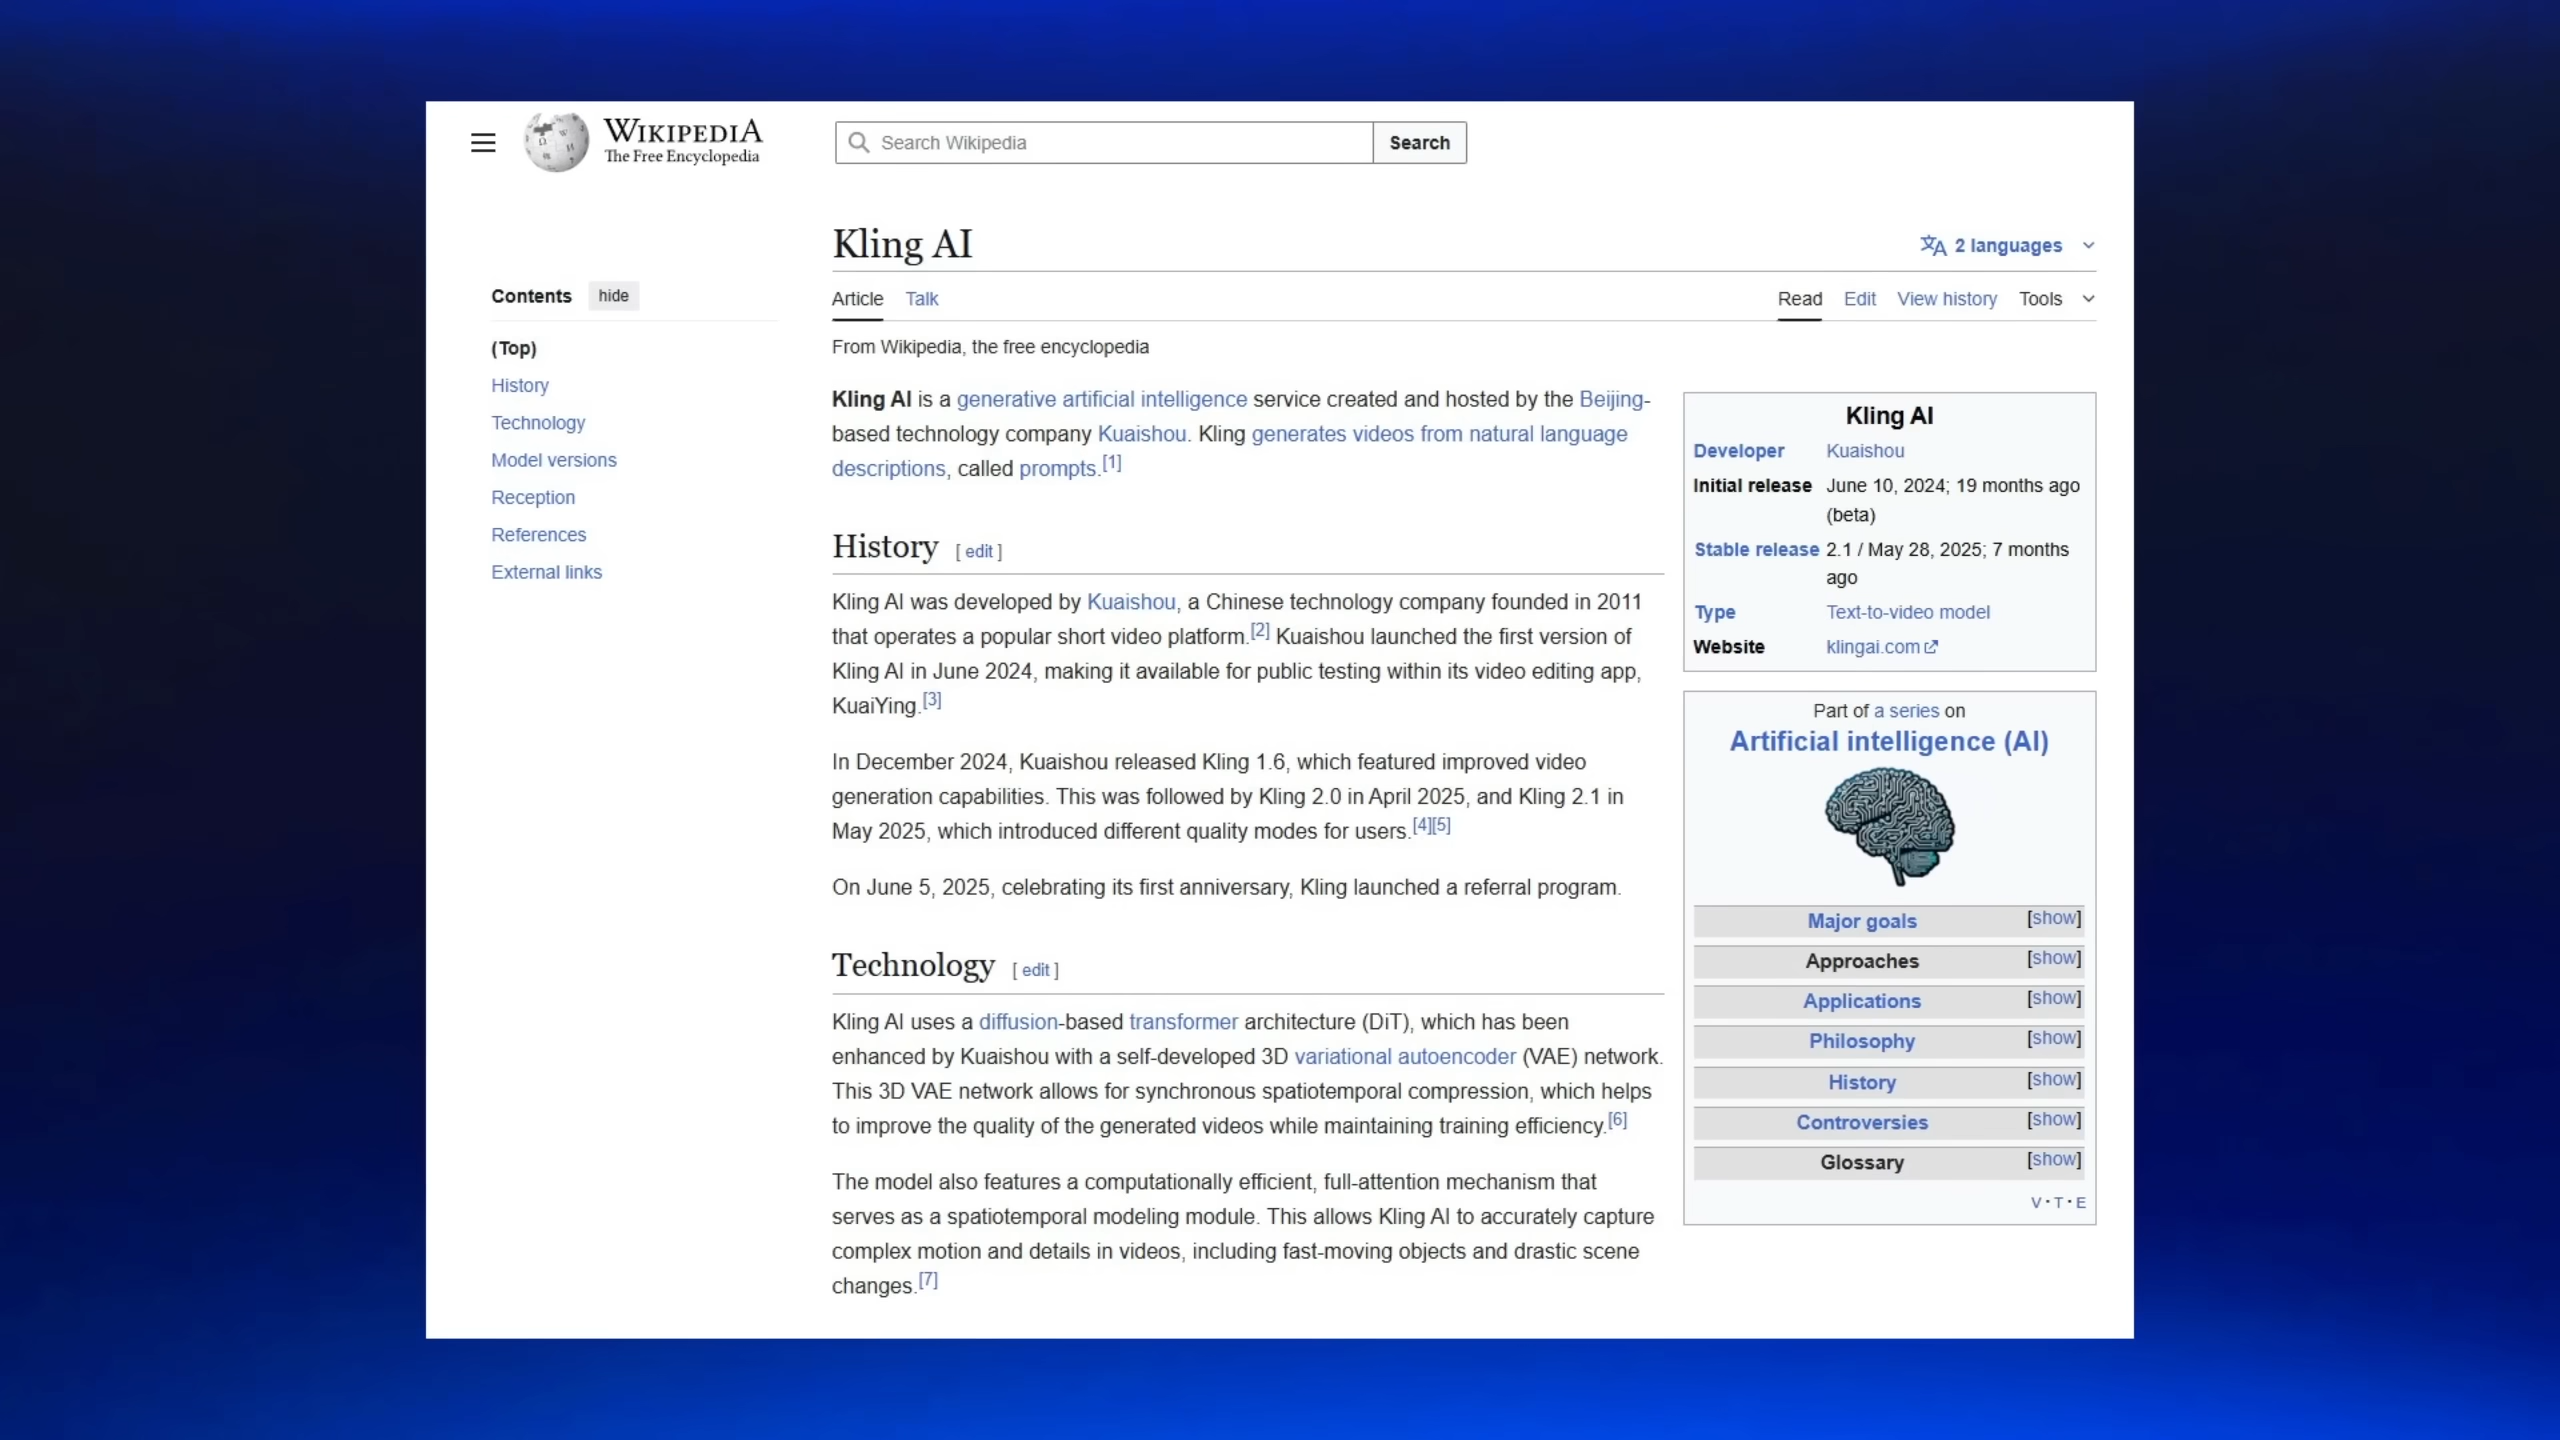 WIKIPEDIA
The Free Encyclopedia
Search Wikipedia
Search
Kling AI
2 languages
Contents
hide
Article
Talk
Read
Edit
View history
Tools
(Top)
History
Technology
Model versions
Reception
References
External links
From Wikipedia, the free encyclopedia
Kling AI is a generative artificial intelligence service created and hosted by the Beijing-
based technology company Kuaishou. Kling generates videos from natural language
descriptions, called prompts.[1]
History [ edit ]
Kling AI was developed by Kuaishou, a Chinese technology company founded in 2011
that operates a popular short video platform.[2] Kuaishou launched the first version of
Kling AI in June 2024, making it available for public testing within its video editing app,
KuaiYing.[3]
In December 2024, Kuaishou released Kling 1.6, which featured improved video
generation capabilities. This was followed by Kling 2.0 in April 2025, and Kling 2.1 in
May 2025, which introduced different quality modes for users.[4][5]
On June 5, 2025, celebrating its first anniversary, Kling launched a referral program.
Technology [ edit ]
Kling AI uses a diffusion-based transformer architecture (DiT), which has been
enhanced by Kuaishou with a self-developed 3D variational autoencoder (VAE) network.
This 3D VAE network allows for synchronous spatiotemporal compression, which helps
to improve the quality of the generated videos while maintaining training efficiency.[6]
The model also features a computationally efficient, full-attention mechanism that
serves as a spatiotemporal modeling module. This allows Kling AI to accurately capture
complex motion and details in videos, including fast-moving objects and drastic scene
changes.[7]
Kling AI
Developer Kuaishou
Initial release June 10, 2024; 19 months ago
(beta)
Stable release 2.1 / May 28, 2025; 7 months
ago
Type Text-to-video model
Website klingai.com
Part of a series on
Artificial intelligence (AI)
Major goals [show]
Approaches [show]
Applications [show]
Philosophy [show]
History [show]
Controversies [show]
Glossary [show]
V · T · E